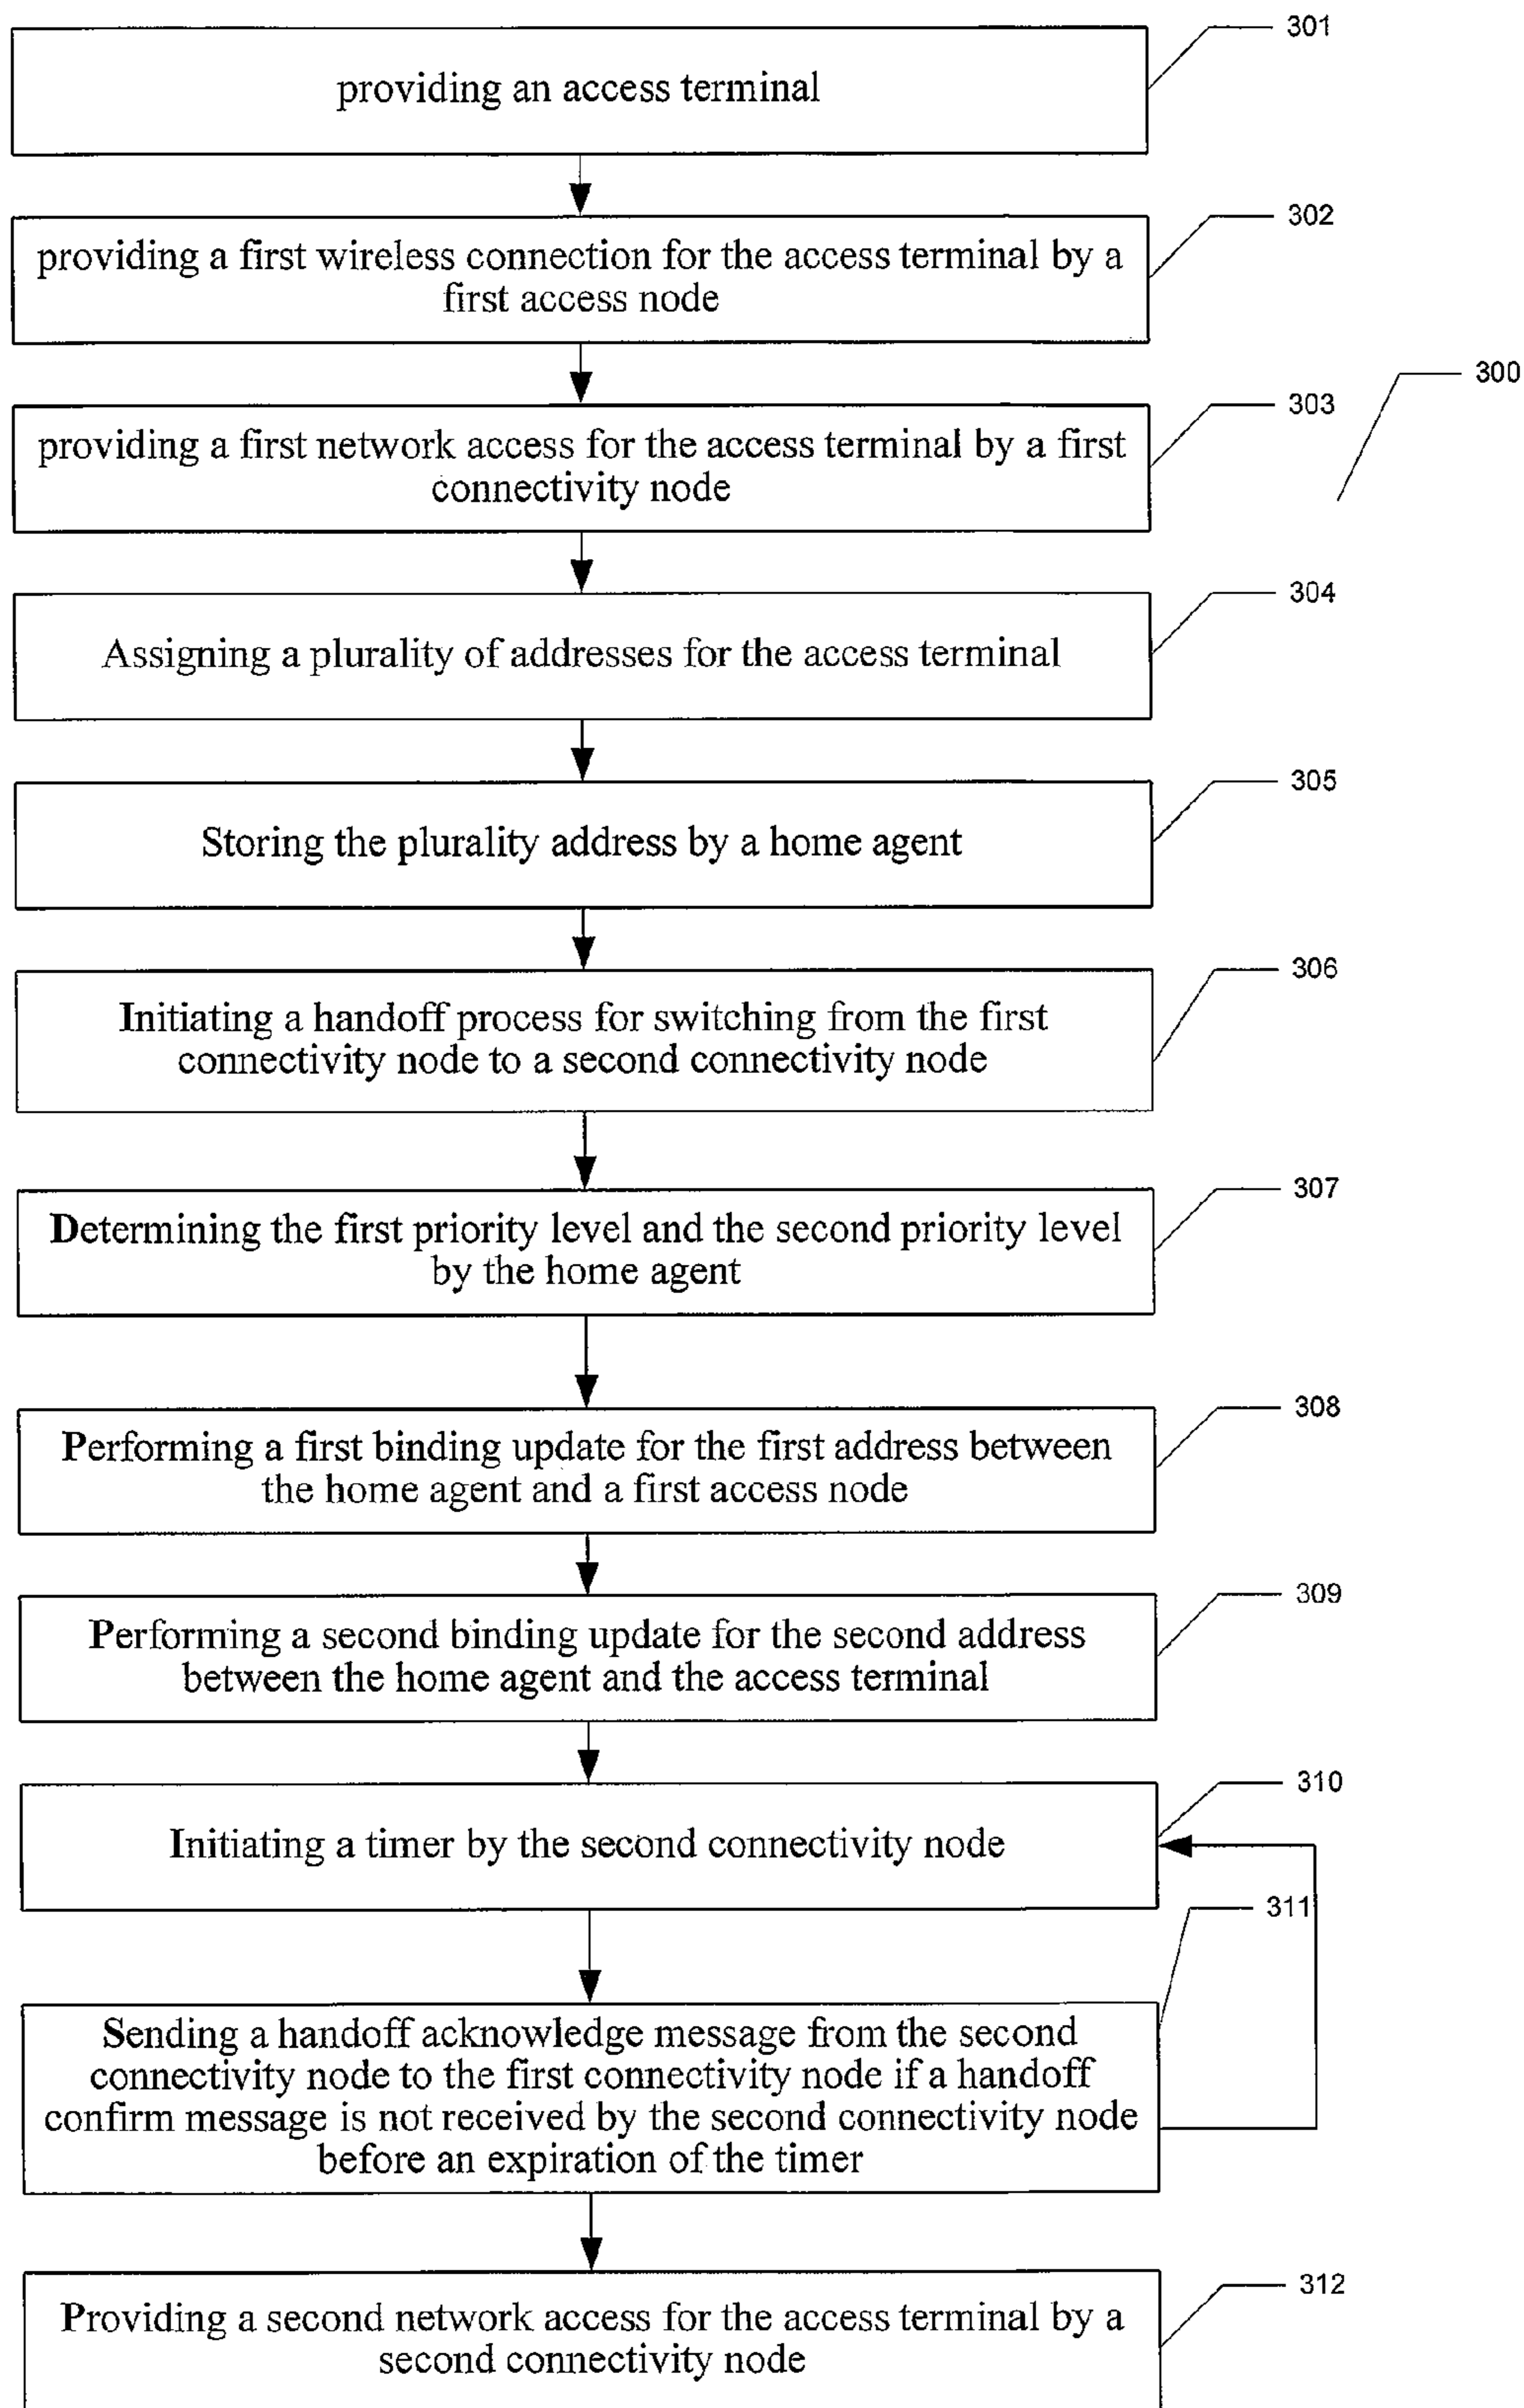 301
providing an access terminal
302
providing a first wireless connection for the access terminal by a
first access node
300
303
providing a first network access for the access terminal by a first
connectivity node
304
Assigning a plurality of addresses for the access terminal
305
Storing the plurality address by a home agent
306
Initiating a handoff process for switching from the first
connectivity node to a second connectivity node
307
Determining the first priority level and the second priority level
by the home agent
308
Performing a first binding update for the first address between
the home agent and a first access node
309
Performing a second binding update for the second address
between the home agent and the access terminal
310
Initiating a timer by the second connectivity node
311
Sending a handoff acknowledge message from the second
connectivity node to the first connectivity node if a handoff
confirm message is not received by the second connectivity node
before an expiration of the timer
312
Providing a second network access for the access terminal by a
second connectivity node